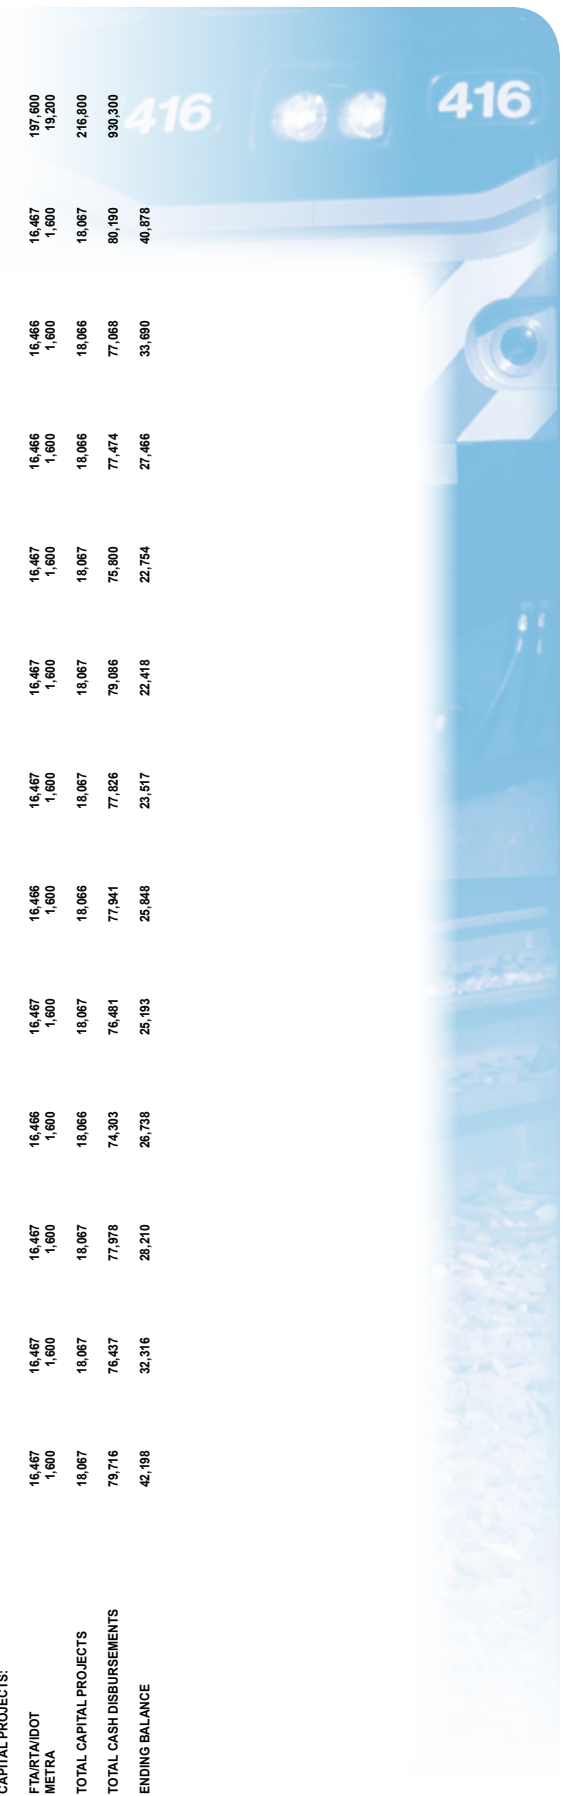 CAPITAL PROJECTS:
FTA/RTA/IDOT 16,467 16,467 16,467 16,466 16,467 16,466 16,467 16,467 16,467 16,466 16,466 16,467 197,600
METRA 1,600 1,600 1,600 1,600 1,600 1,600 1,600 1,600 1,600 1,600 1,600 1,600 19,200
TOTAL CAPITAL PROJECTS 18,067 18,067 18,067 18,066 18,067 18,066 18,067 18,067 18,067 18,066 18,066 18,067 216,800
TOTAL CASH DISBURSEMENTS 79,716 76,437 77,978 74,303 76,481 77,941 77,826 79,086 75,800 77,474 77,068 80,190 930,300
ENDING BALANCE 42,198 32,316 28,210 26,738 25,193 25,848 23,517 22,418 22,754 27,466 33,690 40,878
416
416